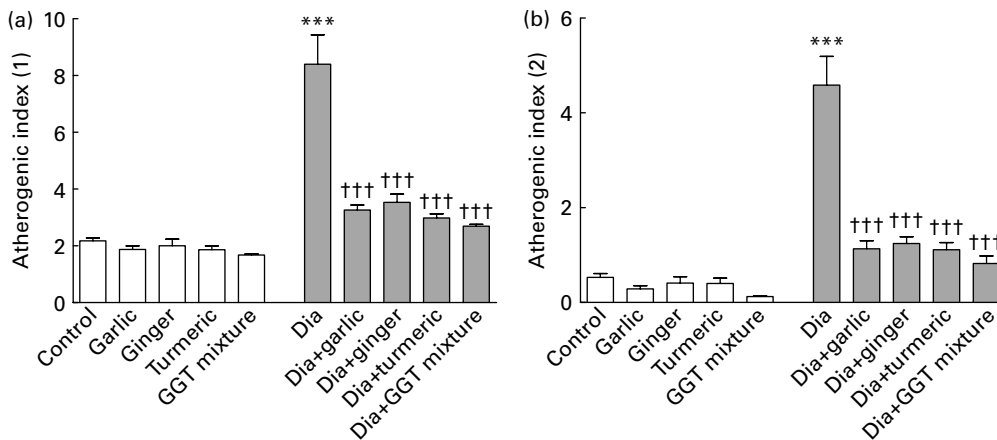 (a)
Atherogenic index (1)
10
8
6
4
2
0
***
†††
†††
†††
†††
Control
Garlic
Ginger
Turmeric
GGT mixture
Dia
Dia+garlic
Dia+ginger
Dia+turmeric
Dia+GGT mixture
(b)
Atherogenic index (2)
6
4
2
0
***
†††
†††
†††
†††
Control
Garlic
Ginger
Turmeric
GGT mixture
Dia
Dia+garlic
Dia+ginger
Dia+turmeric
Dia+GGT mixture